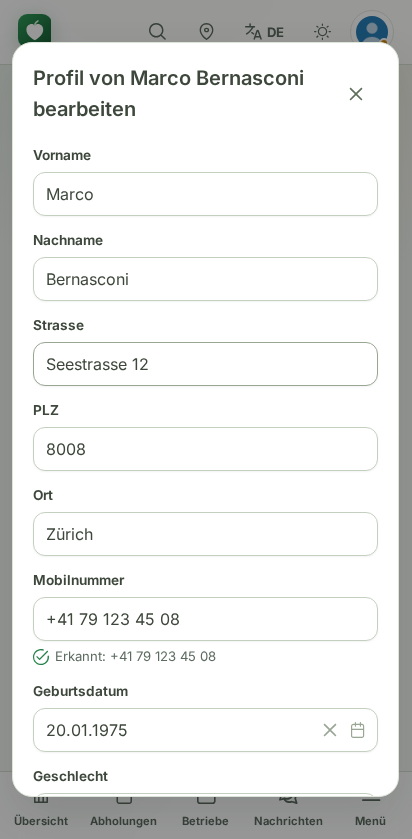 DE
Profil von Marco Bernasconi
bearbeiten
Vorname
Marco
Nachname
Bernasconi
Strasse
Seestrasse 12
PLZ
8008
Ort
Zürich
Mobilnummer
+41 79 123 45 08
Erkannt: +41 79 123 45 08
Geburtsdatum
20.01.1975
Geschlecht
Übersicht Abholungen Betriebe Nachrichten Menü